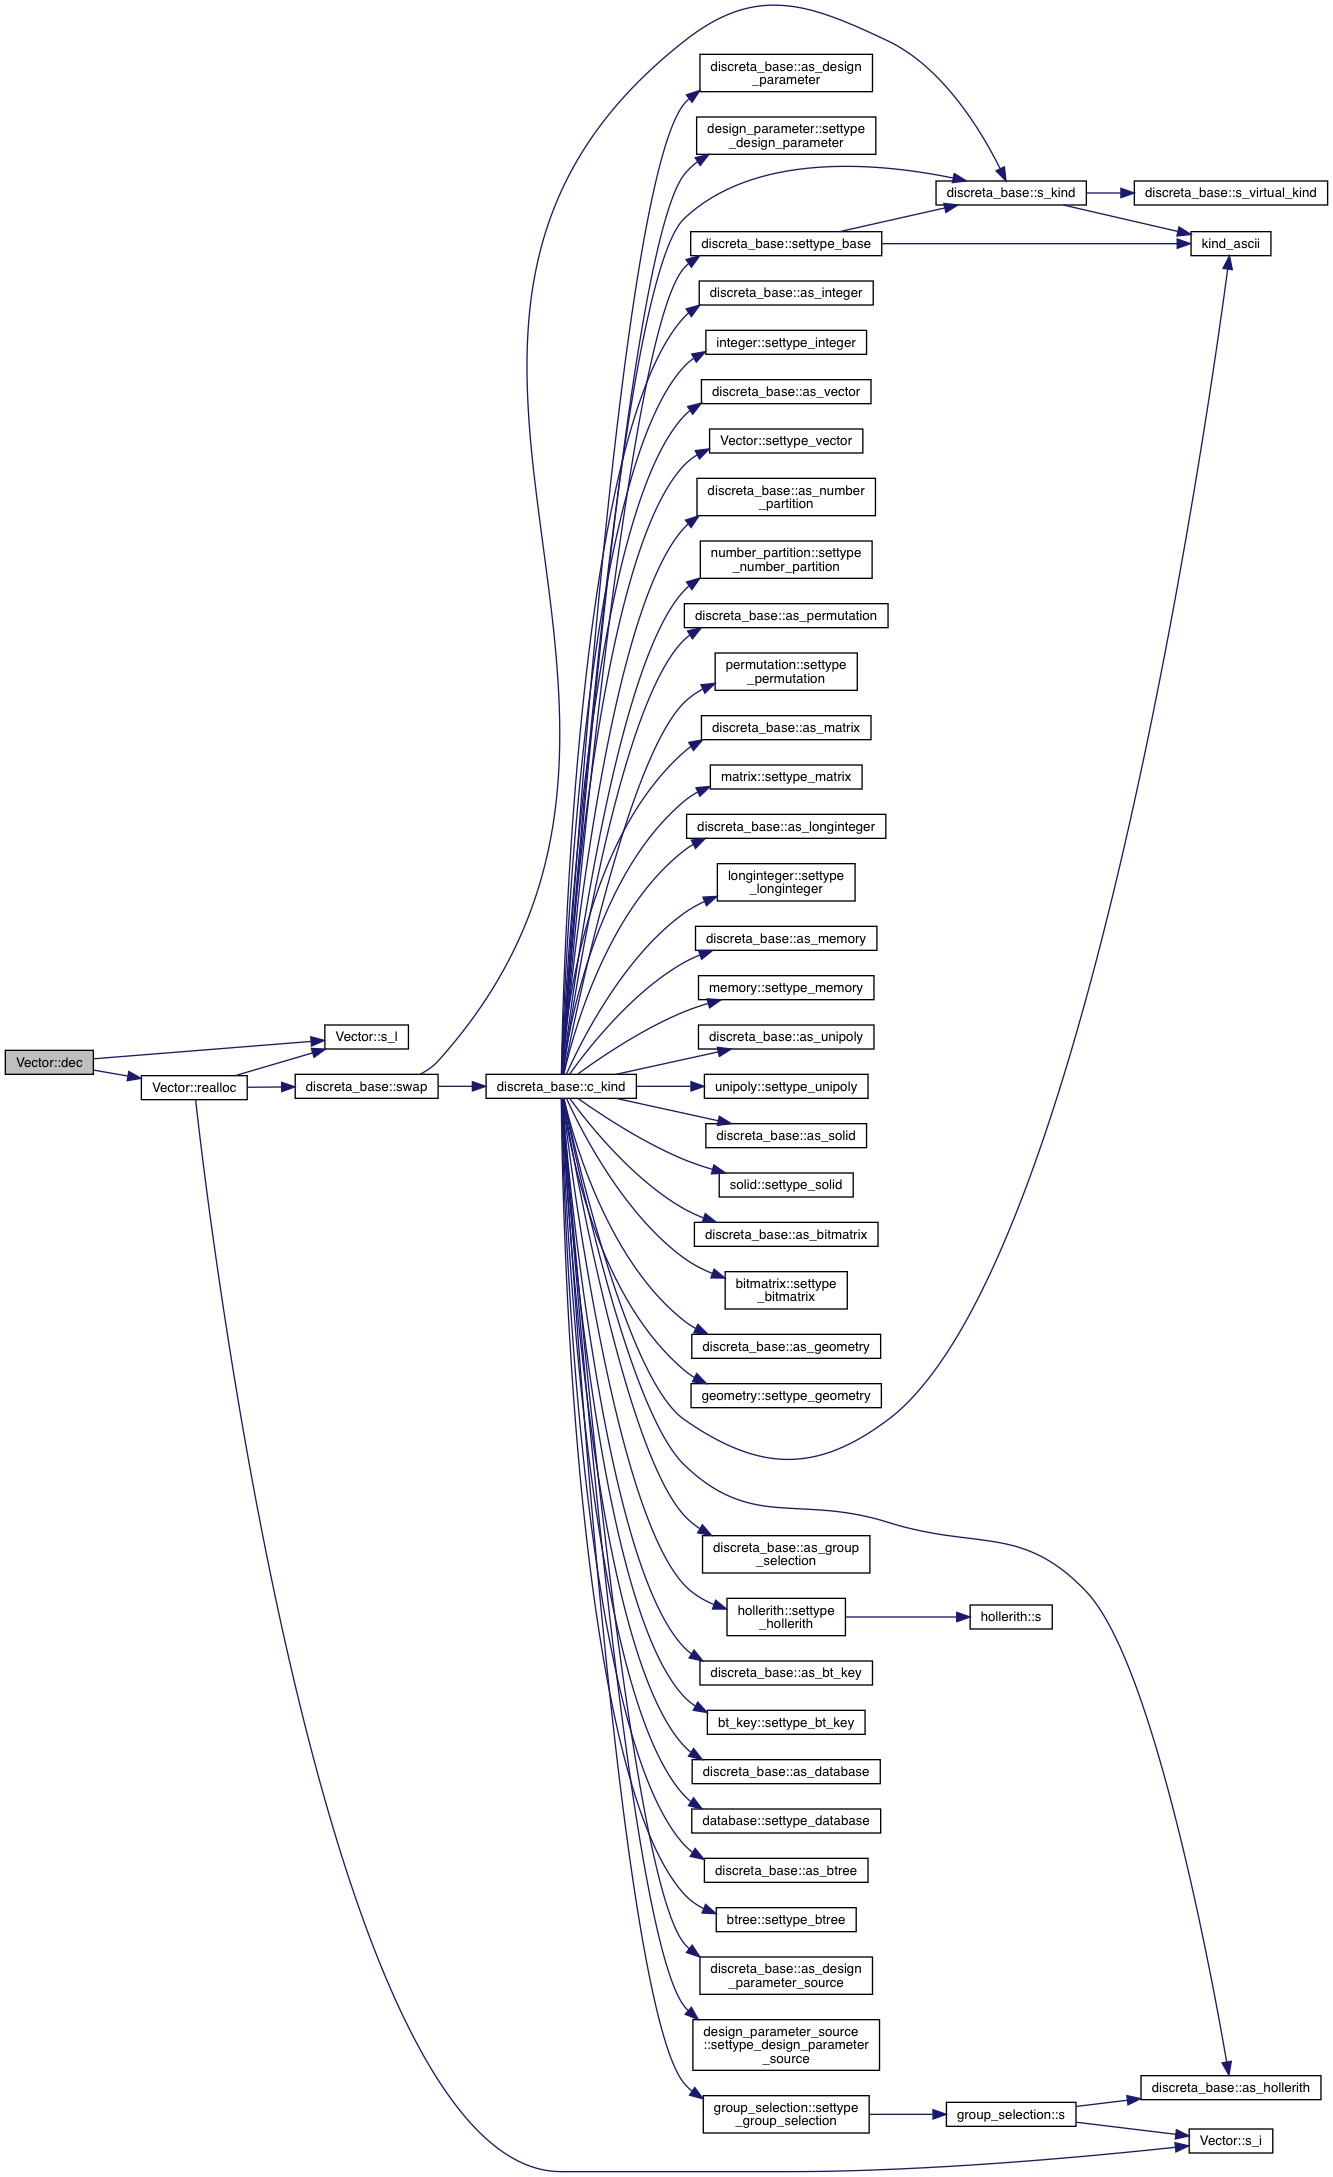 discreta_base::as_design
_parameter
design_parameter::settype
_design_parameter
discreta_base::s_kind
discreta_base::s_virtual_kind
discreta_base::settype_base
kind_ascii
discreta_base::as_integer
integer::settype_integer
discreta_base::as_vector
Vector::settype_vector
discreta_base::as_number
_partition
number_partition::settype
_number_partition
discreta_base::as_permutation
permutation::settype
_permutation
discreta_base::as_matrix
matrix::settype_matrix
discreta_base::as_longinteger
longinteger::settype
_longinteger
discreta_base::as_memory
memory::settype_memory
Vector::s_l
discreta_base::as_unipoly
Vector::dec
Vector::realloc
discreta_base::swap
discreta_base::c_kind
unipoly::settype_unipoly
discreta_base::as_solid
solid::settype_solid
discreta_base::as_bitmatrix
bitmatrix::settype
_bitmatrix
discreta_base::as_geometry
geometry::settype_geometry
discreta_base::as_group
_selection
hollerith::settype
_hollerith
hollerith::s
discreta_base::as_bt_key
bt_key::settype_bt_key
discreta_base::as_database
database::settype_database
discreta_base::as_btree
btree::settype_btree
discreta_base::as_design
_parameter_source
design_parameter_source
::settype_design_parameter
_source
discreta_base::as_hollerith
group_selection::settype
_group_selection
group_selection::s
Vector::s_i